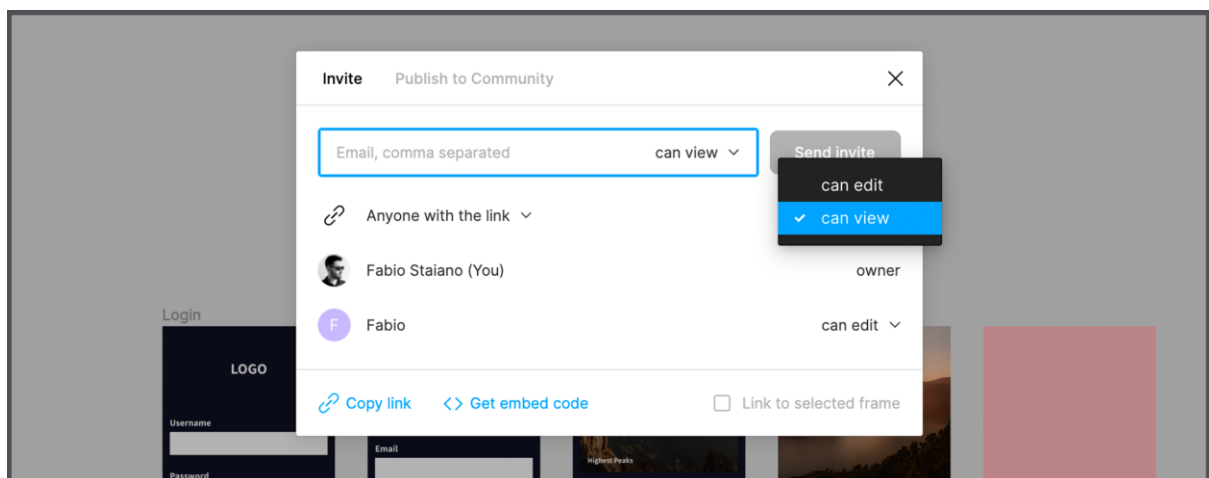 Invite Publish to Community
Email, comma separated can view Send invite
can edit
can view
Anyone with the link
Fabio Staiano (You) owner
F Fabio can edit
Copy link <> Get embed code Link to selected frame
Login
LOGO
Username
Password
Email
Highest Peaks